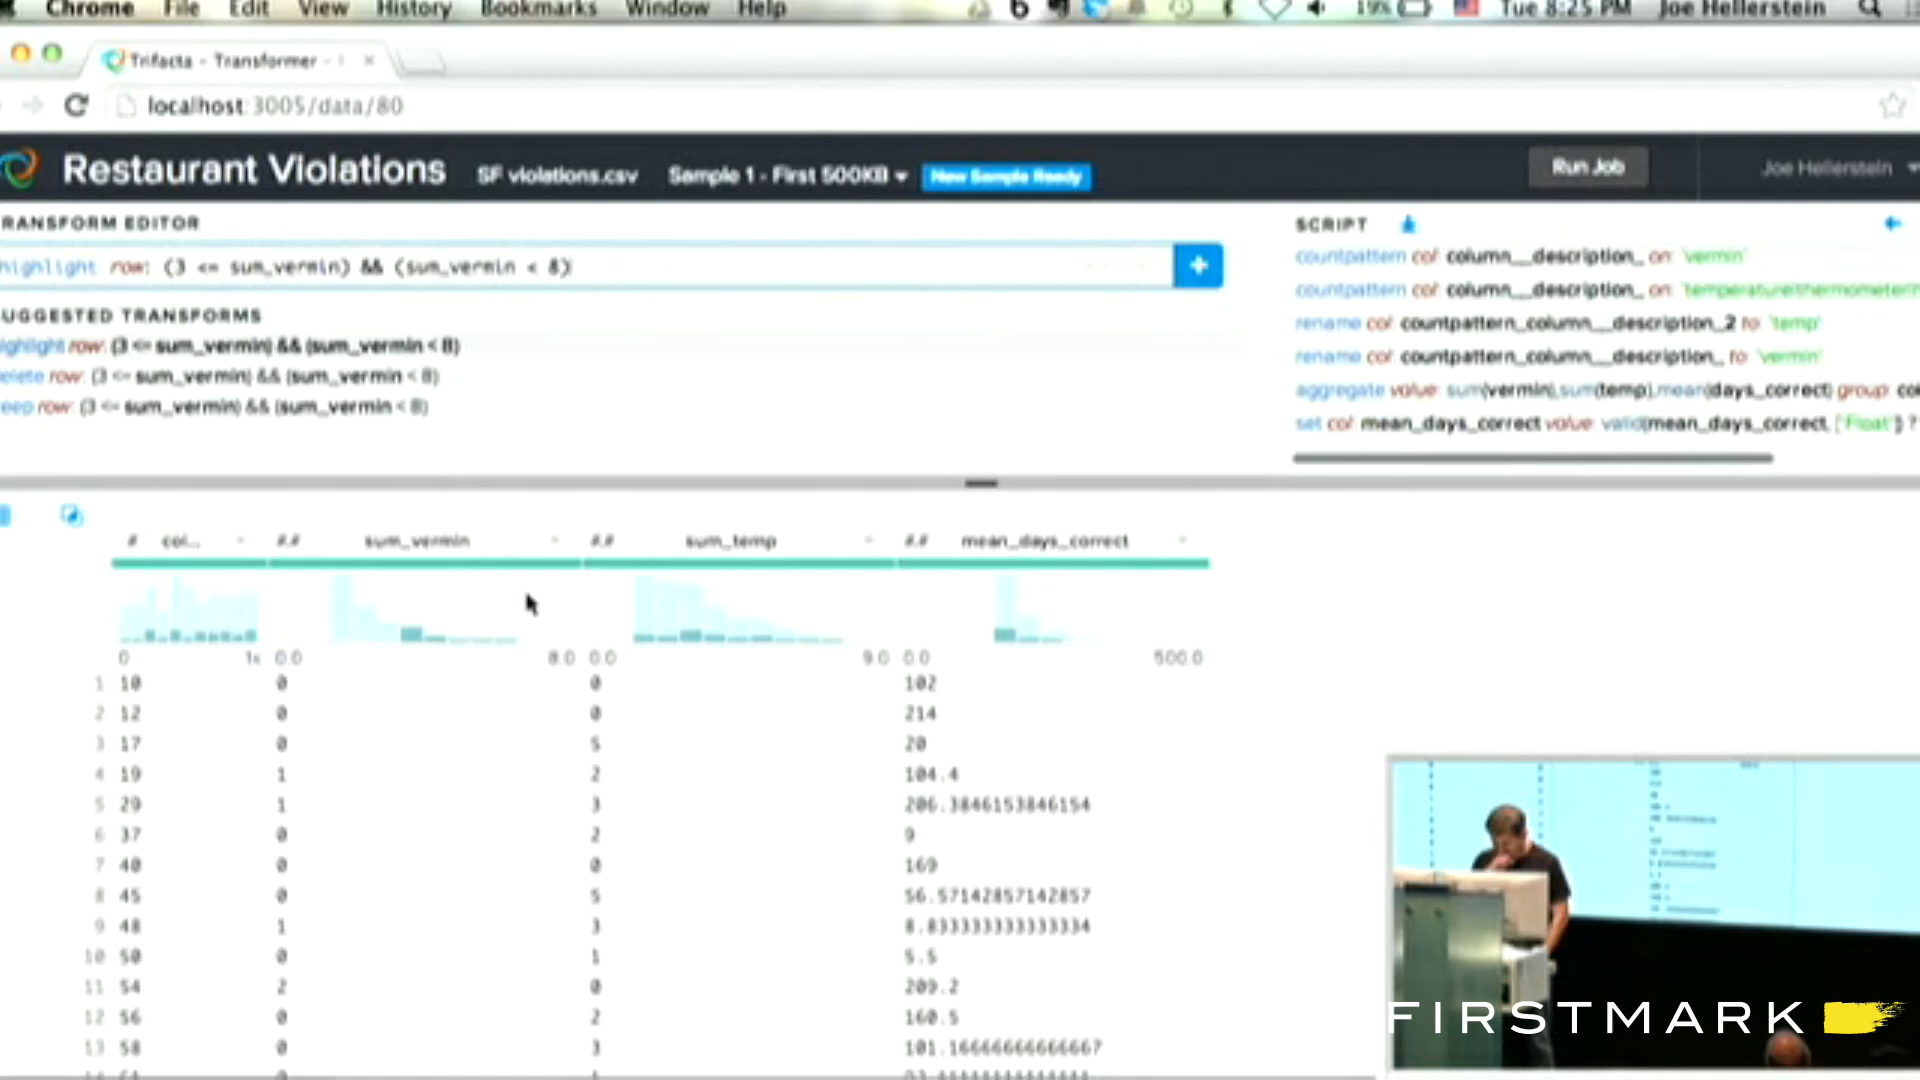 Chrome File Edit View History Bookmarks Window Help 19% Tue 8:25 PM Joe Hellerstein
Trifacta - Transformer -
localhost:3005/data/80
Restaurant Violations SF violations.csv Sample 1 - First 500KB New Sample Ready Run Job Joe Hellerstein
RANSFORM EDITOR
highlight row: (3 <= sum_vermin) && (sum_vermin < 8)
UGGESTED TRANSFORMS
ighlight row: (3 <= sum_vermin) && (sum_vermin < 8)
elete row: (3 <= sum_vermin) && (sum_vermin < 8)
eep row: (3 <= sum_vermin) && (sum_vermin < 8)
SCRIPT
countpattern col: column__description_ on: 'vermin'
countpattern col: column__description_ on: 'temperature|thermometer|
rename col: countpattern_column__description_2 to: 'temp'
rename col: countpattern_column__description_ to: 'vermin'
aggregate value: sum(vermin),sum(temp),mean(days_correct) group: co
set col: mean_days_correct value: valid(mean_days_correct, ['Float']) ?
# col... ## sum_vermin ## sum_temp ## mean_days_correct
0 1k 0.0 8.0 0.0 9.0 0.0 500.0
1 10 0 0 102
2 12 0 0 214
3 17 0 5 20
4 19 1 2 104.4
5 29 1 3 206.3846153846154
6 37 0 2 9
7 40 0 0 169
8 45 0 5 56.57142857142857
9 48 1 3 8.833333333333334
10 50 0 1 5.5
11 54 2 0 209.2
12 56 0 2 160.5
13 58 0 3 101.16666666666667
FIRSTMARK